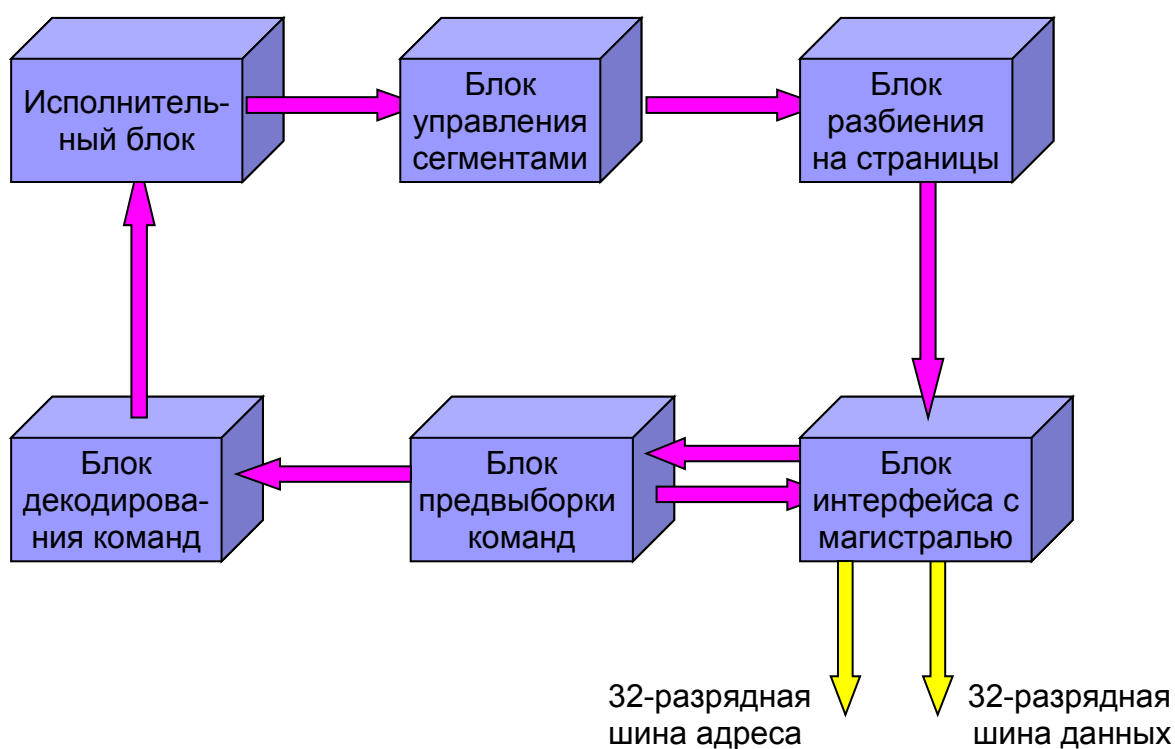 Исполнитель-
ный блок
Блок
управления
сегментами
Блок
разбиения
на страницы
Блок
декодирова-
ния команд
Блок
предвыборки
команд
Блок
интерфейса с
магистралью
32-разрядная
шина адреса
32-разрядная
шина данных